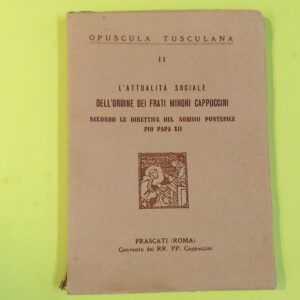 OPUSCULA TUSCULANA
11
L'ATTUALITÀ SOCIALE
DELL'ORDINE DEI FRATI MINORI CAPPUCCINI
SECONDO LE DIRETTIVE DEL SOMMO PONTEFICE
PIO PAPA XII
FRASCATI (ROMA)
Convento dei RR. PP. Cappuccini